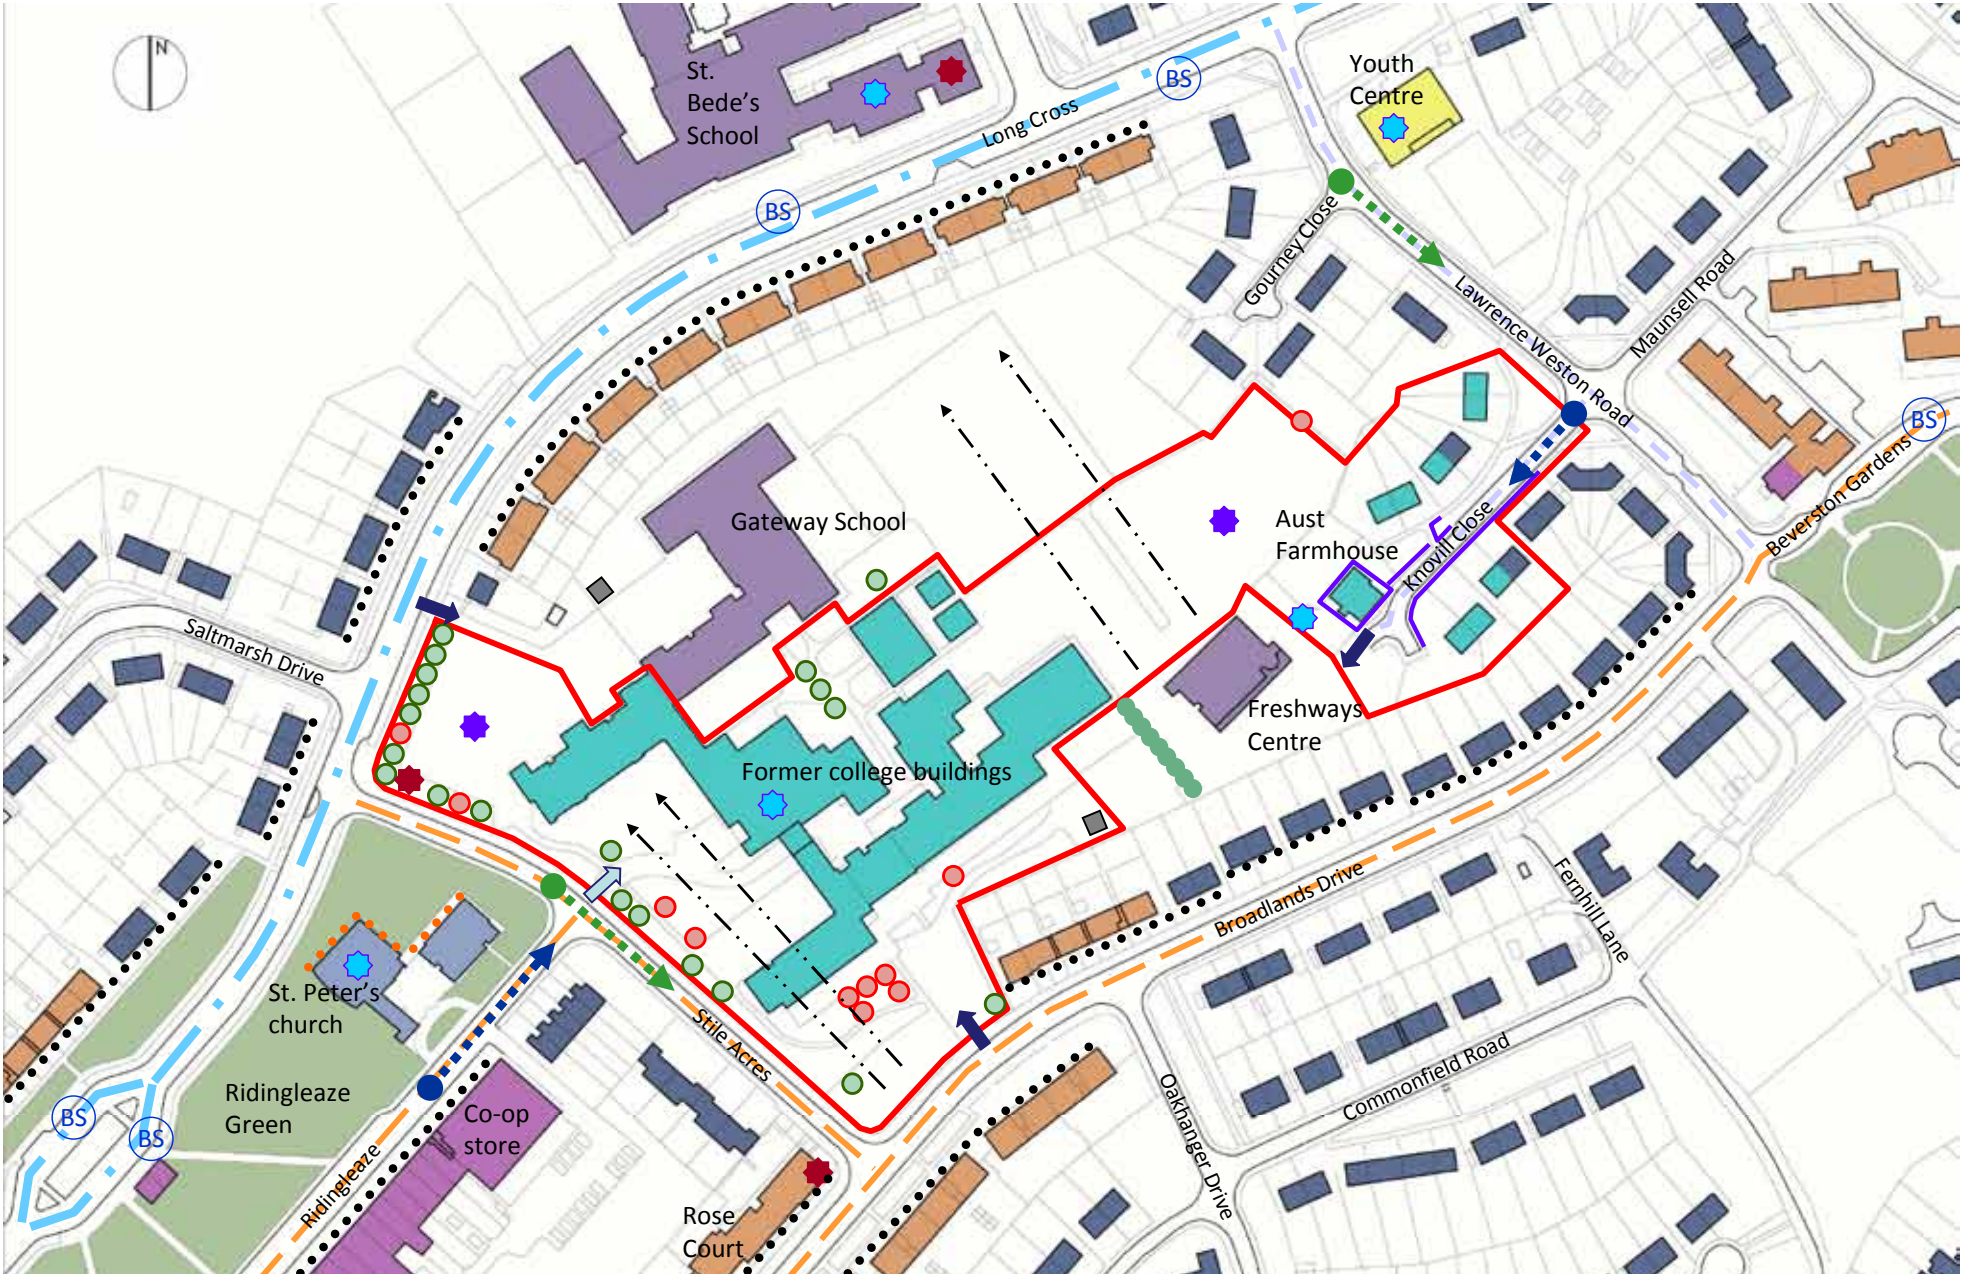 N
St.
Bede's
School
Youth
Centre
BS
Long Cross
BS
Gourney Close
Lawrence Weston Road
Maunsell Road
BS
Beverston Gardens
Gateway School
Aust
Farmhouse
Knovill Close
Saltmarsh Drive
Freshways
Centre
Former college buildings
Broadlands Drive
Fernhill Lane
St. Peter's
church
Stile Acres
Ridingleaze
Green
Co-op
store
BS
BS
Ridingleaze
Oakhanger Drive
Commonfield Road
Rose
Court